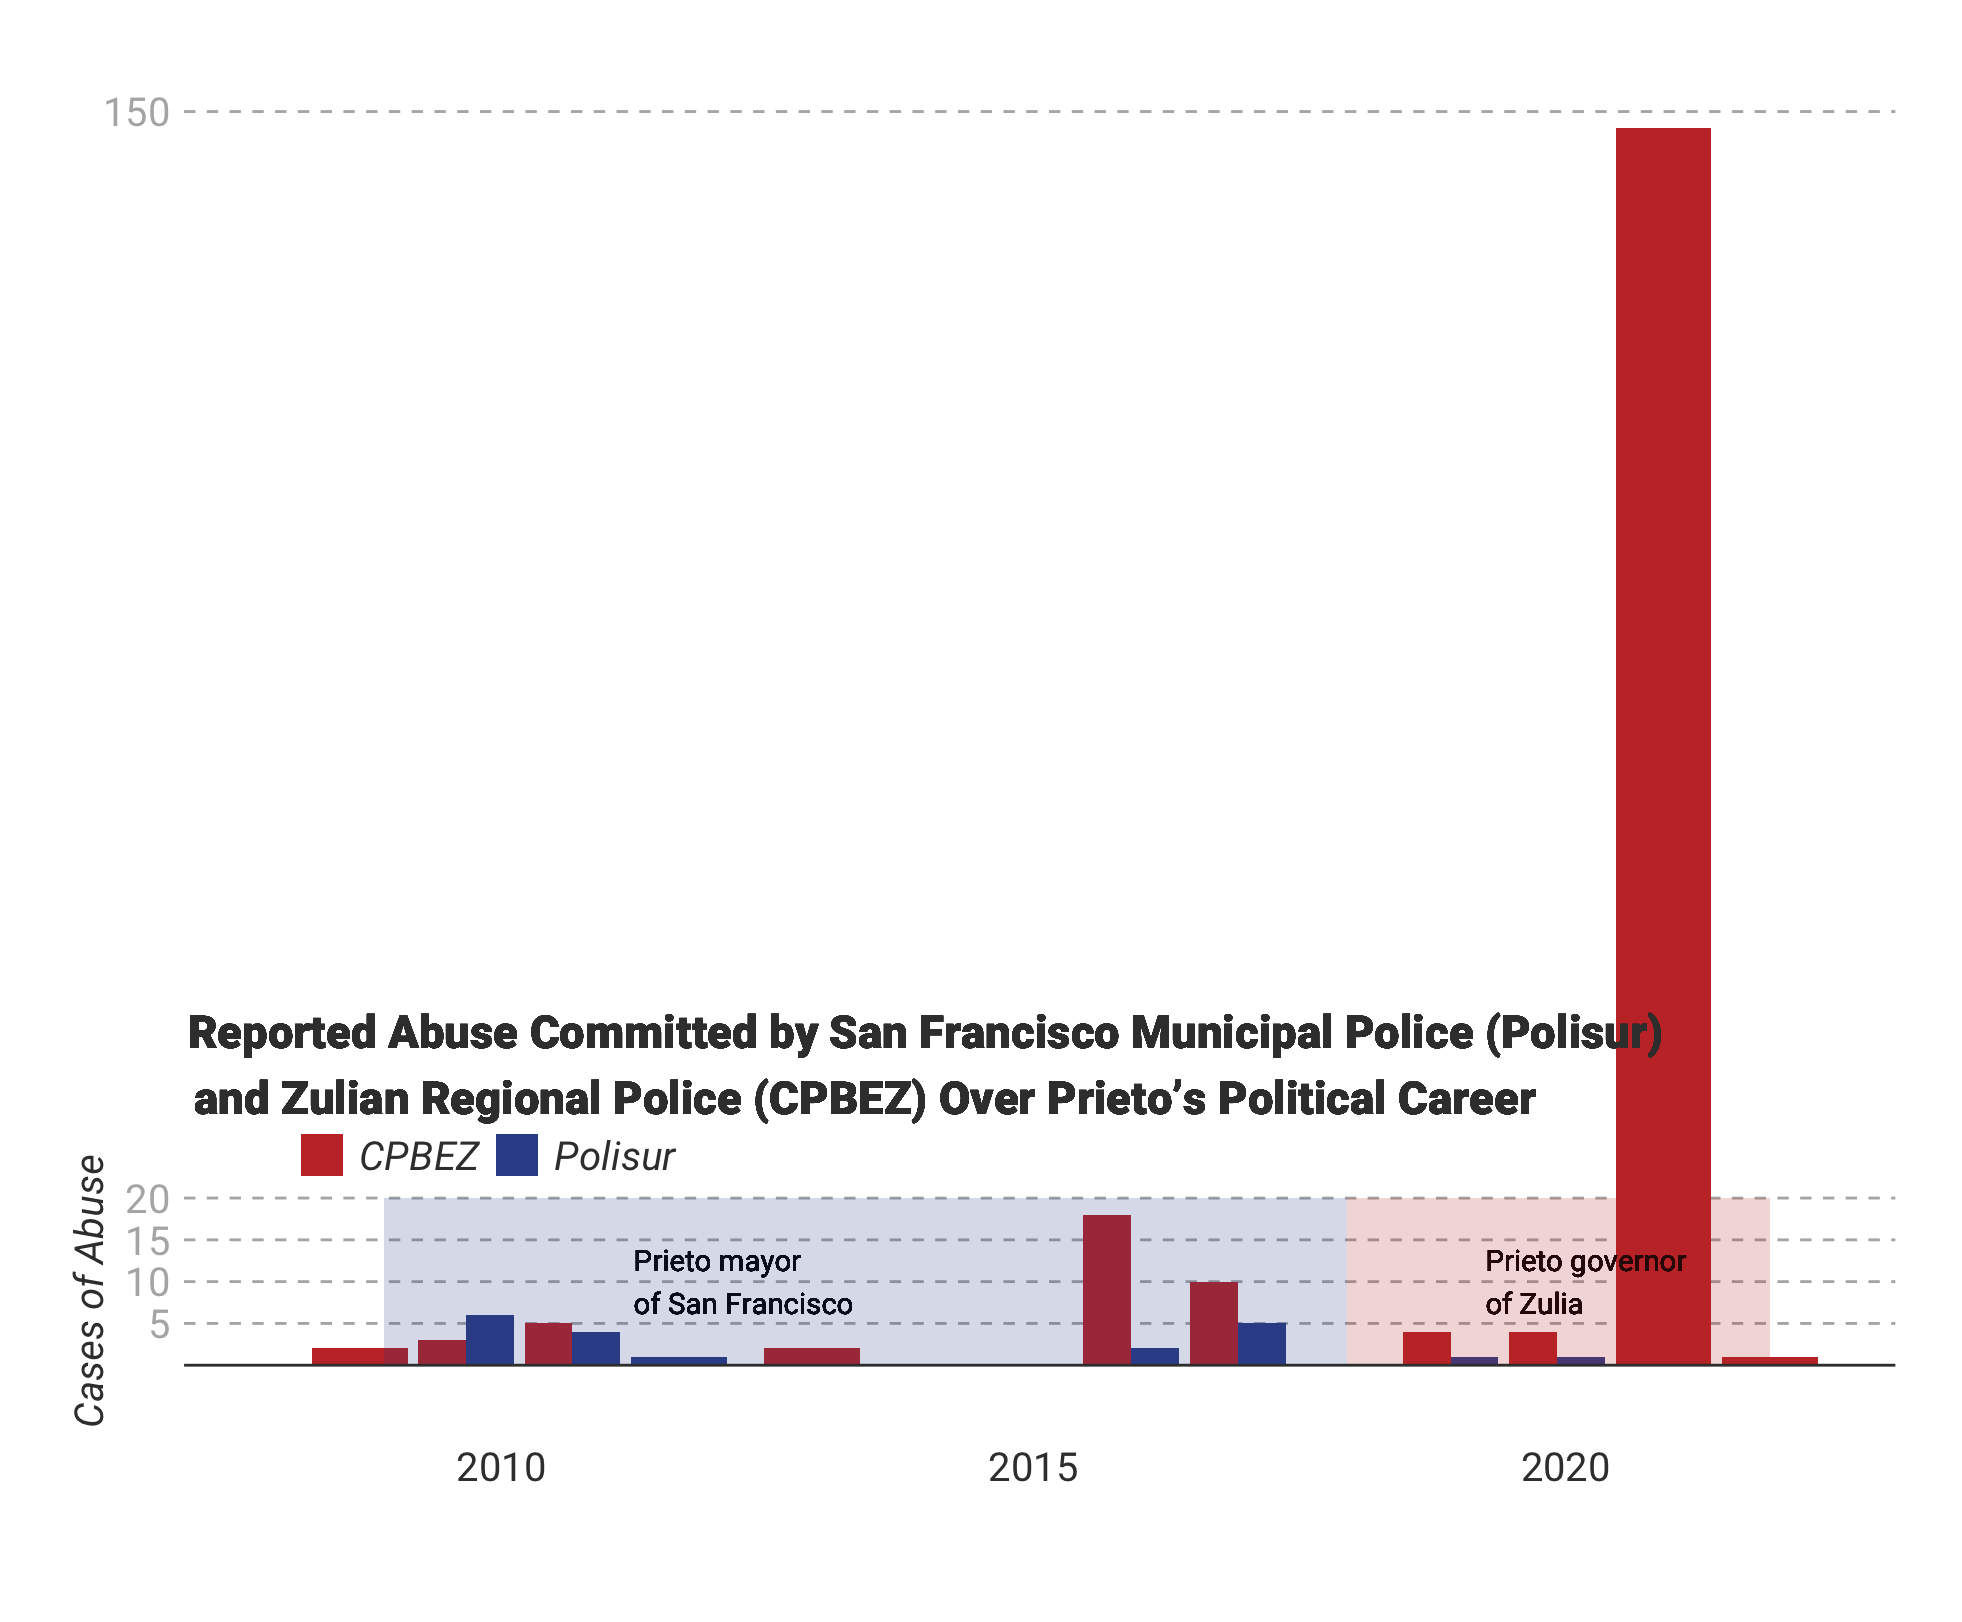 150
Reported Abuse Committed by San Francisco Municipal Police (Polisur)
and Zulian Regional Police (CPBEZ) Over Prieto’s Political Career
CPBEZ Polisur
Cases of Abuse
20
15
10
5
Prieto mayor
of San Francisco
Prieto governor
of Zulia
2010 2015 2020